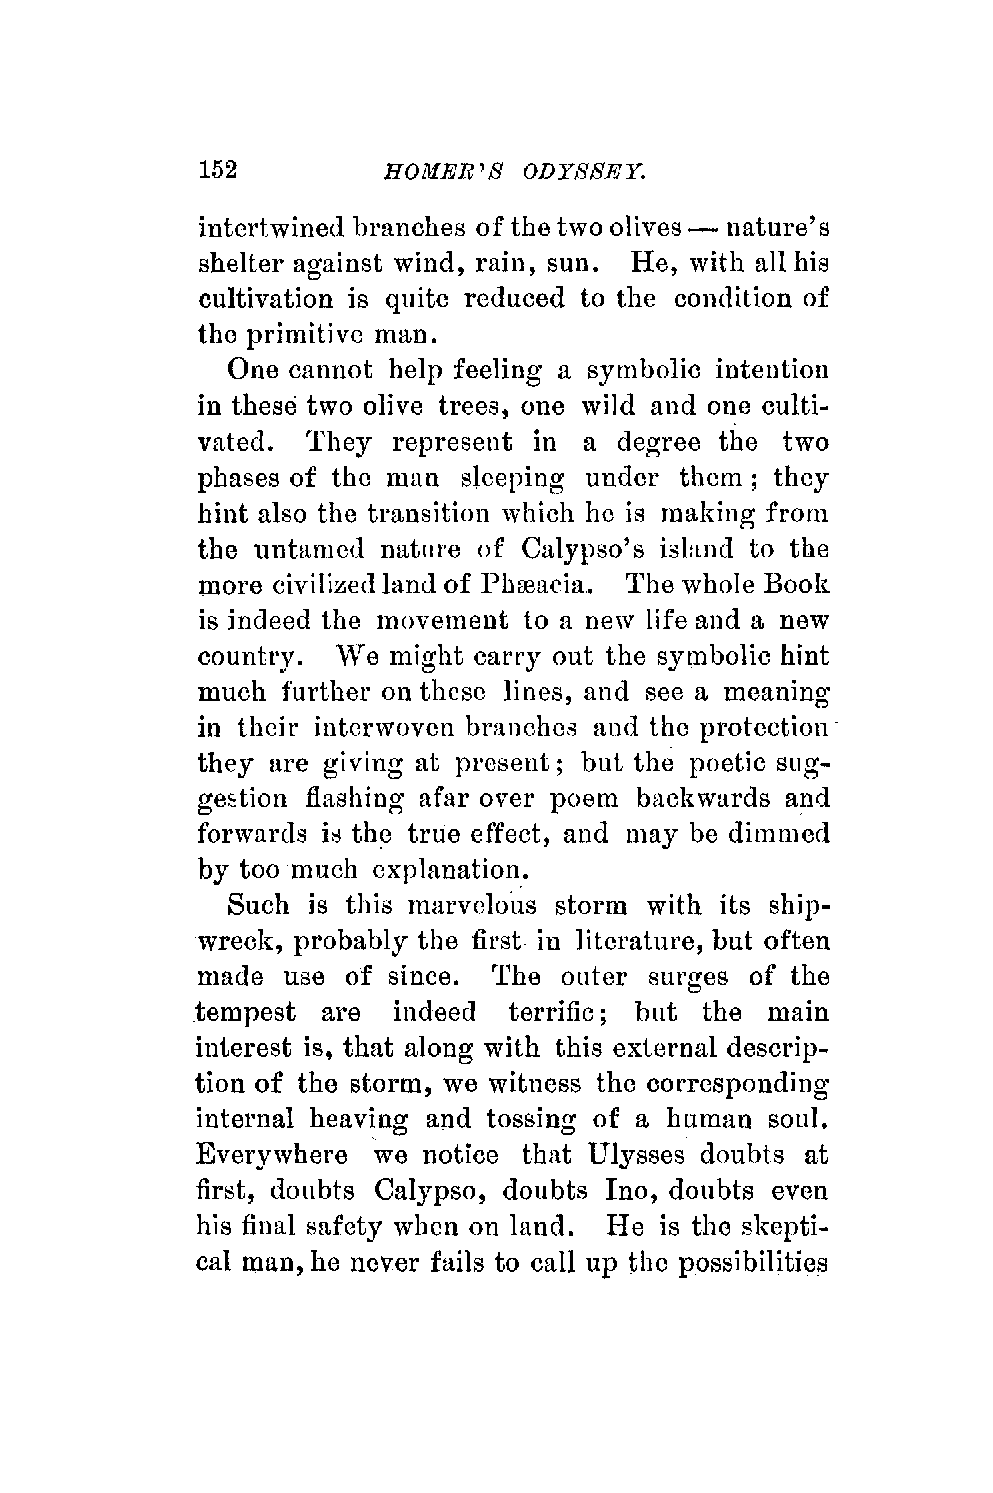 152 HOMER'S ODYSSEY.
intertwined branches of the two olives — nature's
shelter against wind, rain, sun. He, with all his
cultivation is quite reduced to the condition of
the primitive man.
One cannot help feeling a symbolic intention
in these two olive trees, one wild and one culti-
vated. They represent in a degree the two
phases of the man sleeping under them; they
hint also the transition which he is making from
the untamed nature of Calypso's island to the
more civilized land of Phæacia. The whole Book
is indeed the movement to a new life and a new
country. We might carry out the symbolic hint
much further on these lines, and see a meaning
in their interwoven branches and the protection
they are giving at present; but the poetic sug-
gestion flashing afar over poem backwards and
forwards is the true effect, and may be dimmed
by too much explanation.
Such is this marvelous storm with its ship-
wreck, probably the first in literature, but often
made use of since. The outer surges of the
tempest are indeed terrific; but the main
interest is, that along with this external descrip-
tion of the storm, we witness the corresponding
internal heaving and tossing of a human soul.
Everywhere we notice that Ulysses doubts at
first, doubts Calypso, doubts Ino, doubts even
his final safety when on land. He is the skepti-
cal man, he never fails to call up the possibilities